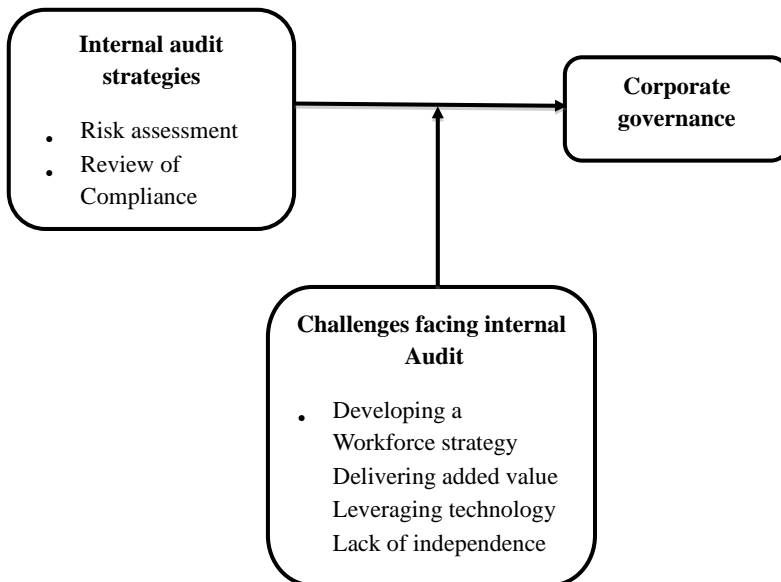 Internal audit
strategies
• Risk assessment
• Review of
Compliance
Corporate
governance
Challenges facing internal
Audit
• Developing a
Workforce strategy
Delivering added value
Leveraging technology
Lack of independence